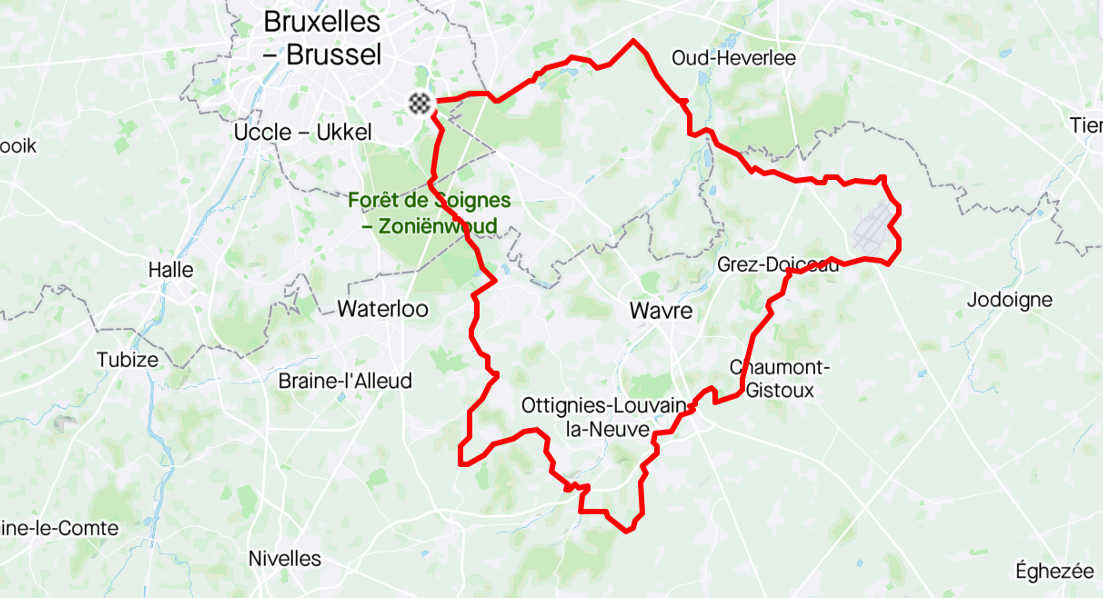 Bruxelles
– Brussel
Oud-Heverlee
Uccle – Ukkel
Tier
ooik
Forêt de Soignes
– Zoniënwoud
Halle
Grez-Doiceau
Waterloo
Wavre
Jodoigne
Tubize
Braine-l'Alleud
Chaumont-
Gistoux
Ottignies-Louvain-
la-Neuve
ine-le-Comte
Nivelles
Éghezée